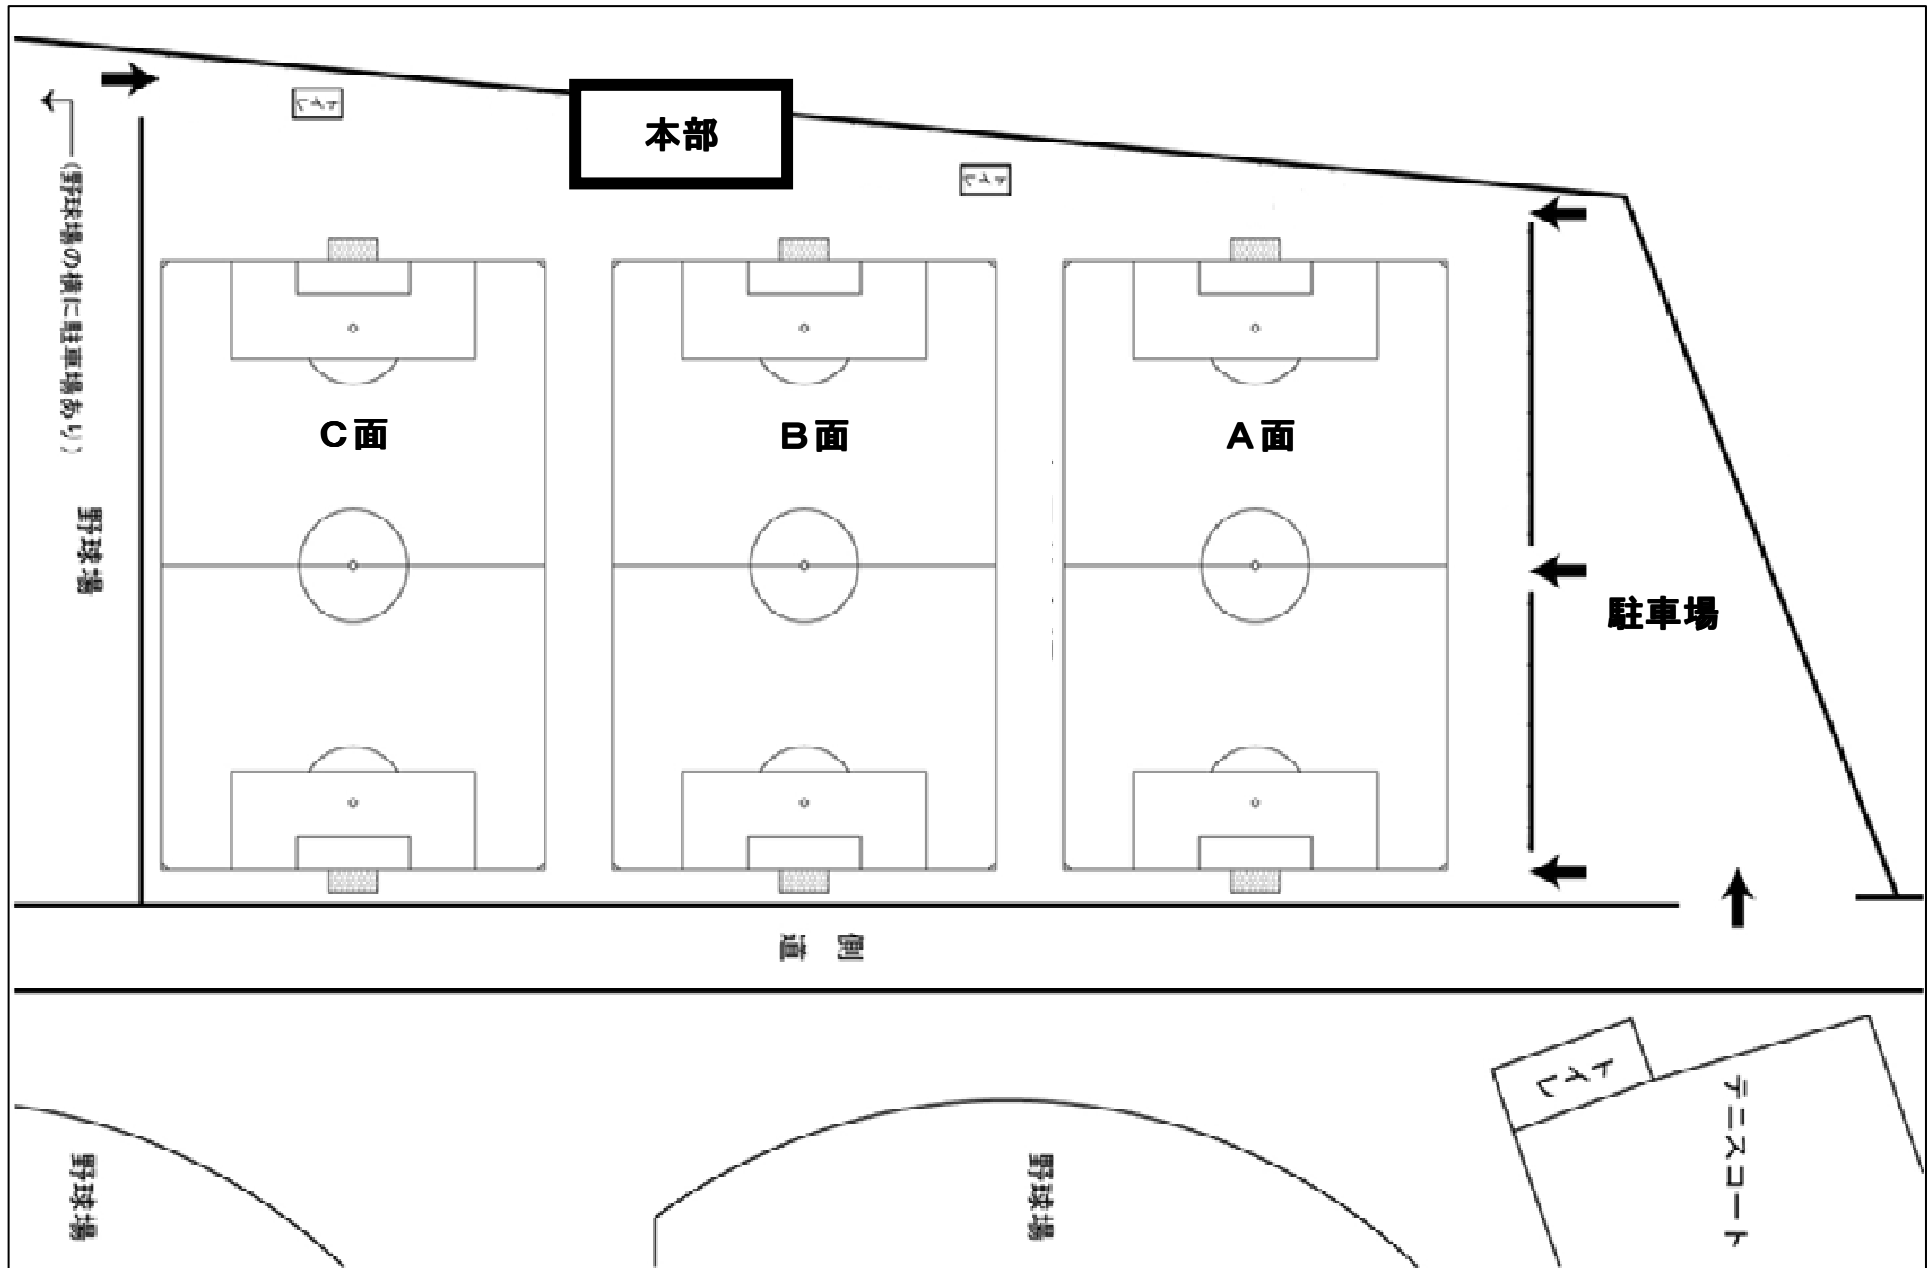 トイレ
本部
トイレ
(野球場の横に駐車場あり)
C面
B面
A面
野球場
駐車場
道側
トイレ
テニスコート
野球場
野球場